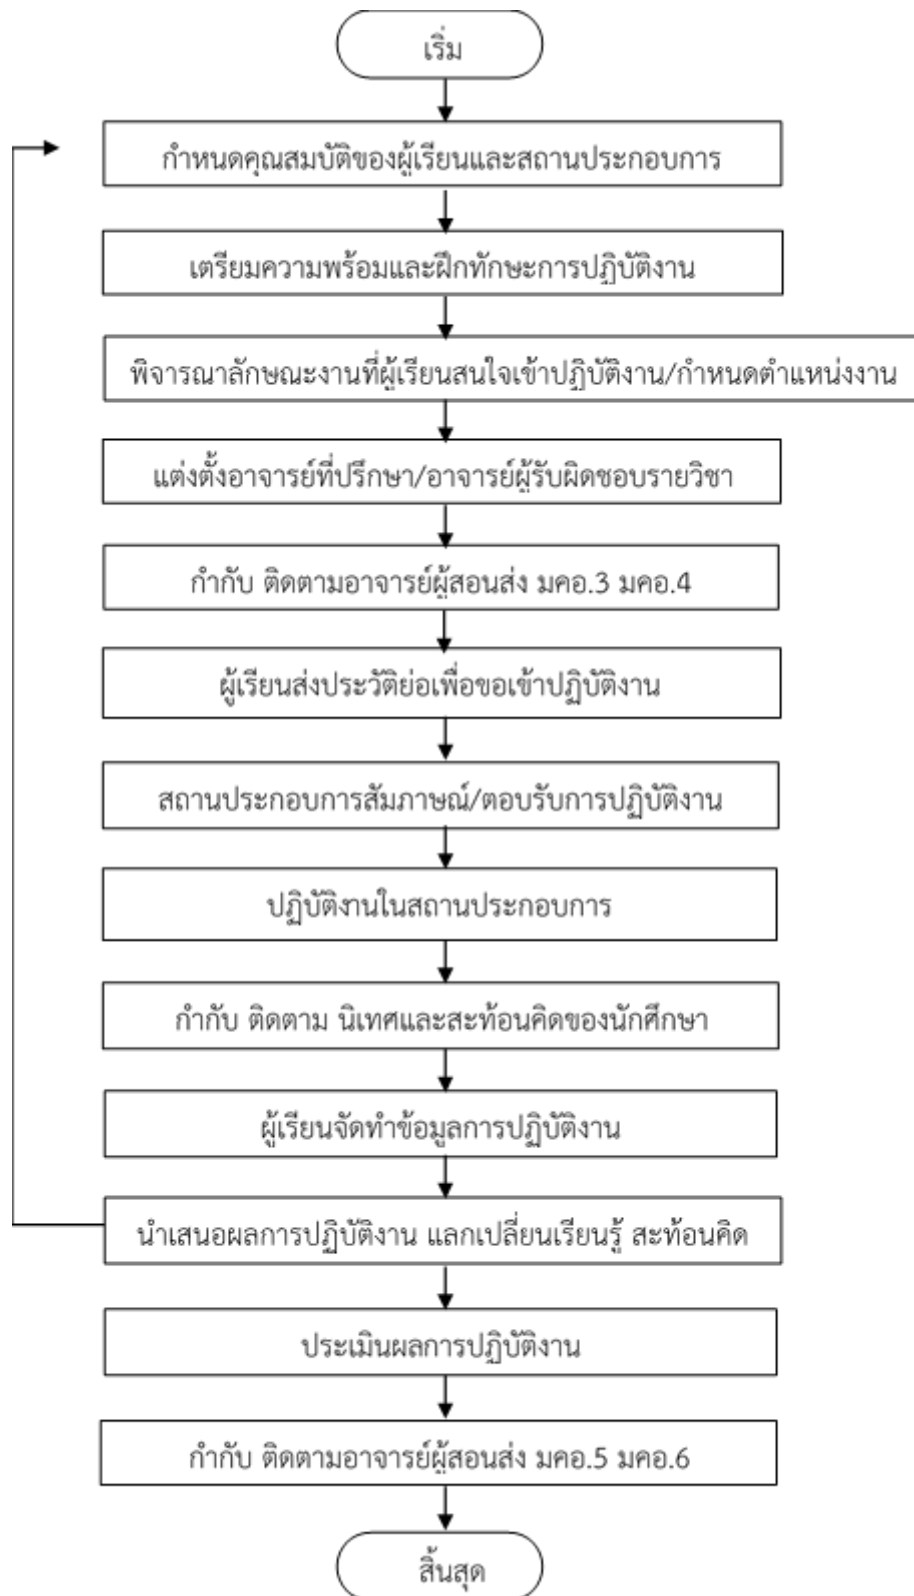 เริ่ม
กำหนดคุณสมบัติของผู้เรียนและสถานประกอบการ
เตรียมความพร้อมและฝึกทักษะการปฏิบัติงาน
พิจารณาลักษณะงานที่ผู้เรียนสนใจเข้าปฏิบัติงาน/กำหนดตำแหน่งงาน
แต่งตั้งอาจารย์ที่ปรึกษา/อาจารย์ผู้รับผิดชอบรายวิชา
กำกับ ติดตามอาจารย์ผู้สอนส่ง มคอ.3 มคอ.4
ผู้เรียนส่งประวัติย่อเพื่อขอเข้าปฏิบัติงาน
สถานประกอบการสัมภาษณ์/ตอบรับการปฏิบัติงาน
ปฏิบัติงานในสถานประกอบการ
กำกับ ติดตาม นิเทศและสะท้อนคิดของนักศึกษา
ผู้เรียนจัดทำข้อมูลการปฏิบัติงาน
นำเสนอผลการปฏิบัติงาน แลกเปลี่ยนเรียนรู้ สะท้อนคิด
ประเมินผลการปฏิบัติงาน
กำกับ ติดตามอาจารย์ผู้สอนส่ง มคอ.5 มคอ.6
สิ้นสุด